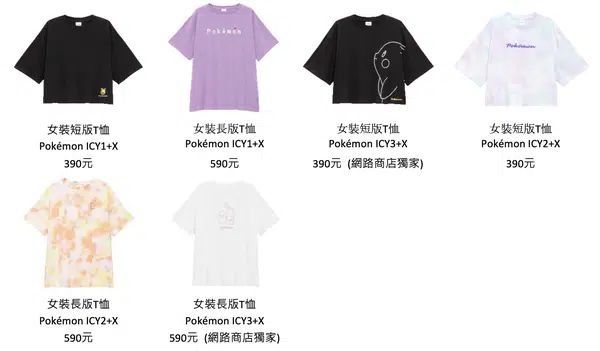 Pokémon
Pokémon
女裝短版T恤
Pokémon ICY1+X
390元
女裝長版T恤
Pokémon ICY1+X
590元
女裝短版T恤
Pokémon ICY3+X
390元 (網路商店獨家)
女裝短版T恤
Pokémon ICY2+X
390元
女裝長版T恤
Pokémon ICY2+X
590元
女裝長版T恤
Pokémon ICY3+X
590元 (網路商店獨家)